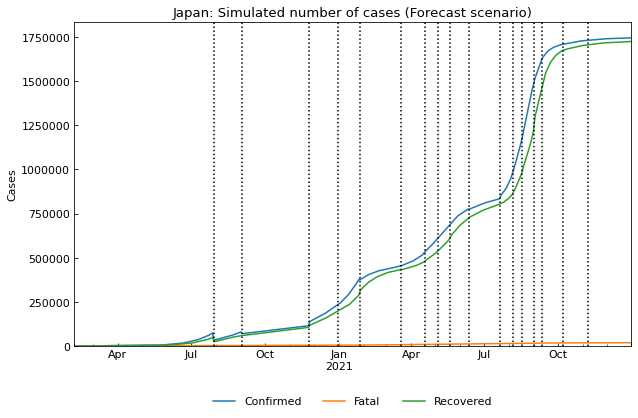 Japan: Simulated number of cases (Forecast scenario)
Cases
1750000
1500000
1250000
1000000
750000
500000
250000
0
Apr Jul Oct Jan Apr Jul Oct
2021
Confirmed Fatal Recovered